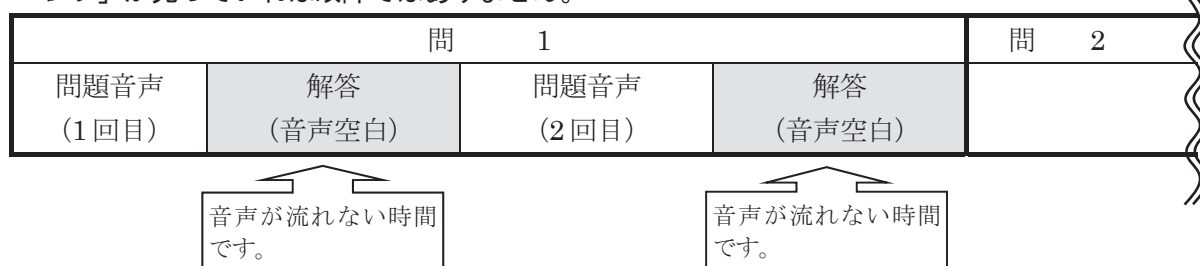 問 1 問 2
問題音声 解答 問題音声 解答
(1回目) (音声空白) (2回目) (音声空白)
音声が流れない時間 音声が流れない時間
です。 です。